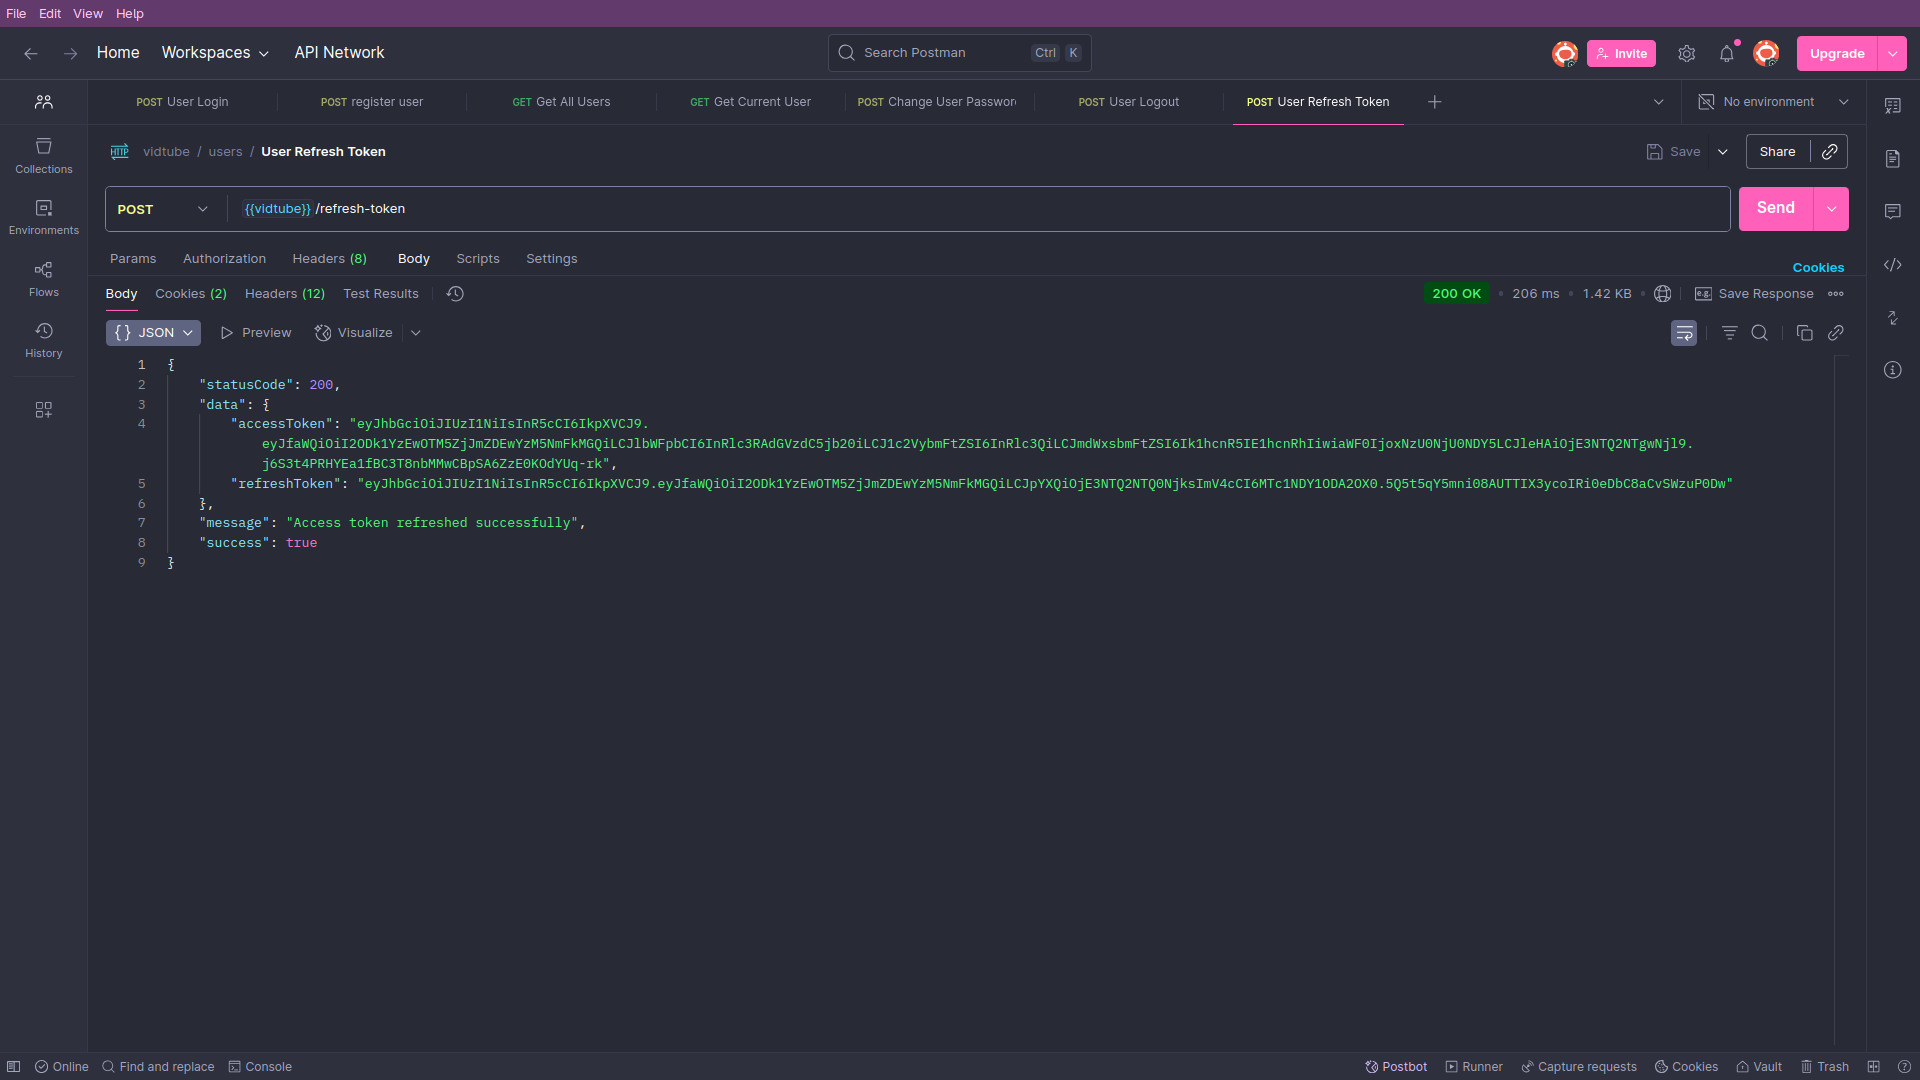 File Edit View Help
Home Workspaces API Network
Search Postman Ctrl K
Invite
Upgrade
POST User Login
POST register user
GET Get All Users
GET Get Current User
POST Change User Passwor
POST User Logout
POST User Refresh Token
No environment
HTTP vidtube / users / User Refresh Token
Save
Share
Collections
Environments
Flows
History
POST {{vidtube}} /refresh-token
Send
Params Authorization Headers (8) Body Scripts Settings
Cookies
Body Cookies (2) Headers (12) Test Results
200 OK • 206 ms • 1.42 KB • e.g. Save Response
{} JSON Preview Visualize
1 {
2 "statusCode": 200,
3 "data": {
4 "accessToken": "eyJhbGciOiJIUzI1NiIsInR5cCI6IkpXVCJ9.
eyJfaWQiOiI2ODk1YzEwOTM5ZjJmZDEwYzM5NmFkMGQiLCJlbWFpbCI6InRlc3RAdGVzdC5jb20iLCJ1c2VybmFtZSI6InRlc3QiLCJmdWxsbmFtZSI6Ik1hcnR5IE1hcnRhIiwiaWF0IjoxNzU0NjU0NDY5LCJleHAiOjE3NTQ2NTgwNjl9.
j6S3t4PRHYEa1fBC3T8nbMMwCBpSA6ZzE0KOdYUq-rk",
5 "refreshToken": "eyJhbGciOiJIUzI1NiIsInR5cCI6IkpXVCJ9.eyJfaWQiOiI2ODk1YzEwOTM5ZjJmZDEwYzM5NmFkMGQiLCJpYXQiOjE3NTQ2NTQ0NjksImV4cCI6MTc1NDY1ODA2OX0.5Q5t5qY5mni08AUTTIX3ycoIRi0eDbC8aCvSWzuP0Dw"
6 },
7 "message": "Access token refreshed successfully",
8 "success": true
9 }
Online Find and replace Console
Postbot Runner Capture requests Cookies Vault Trash